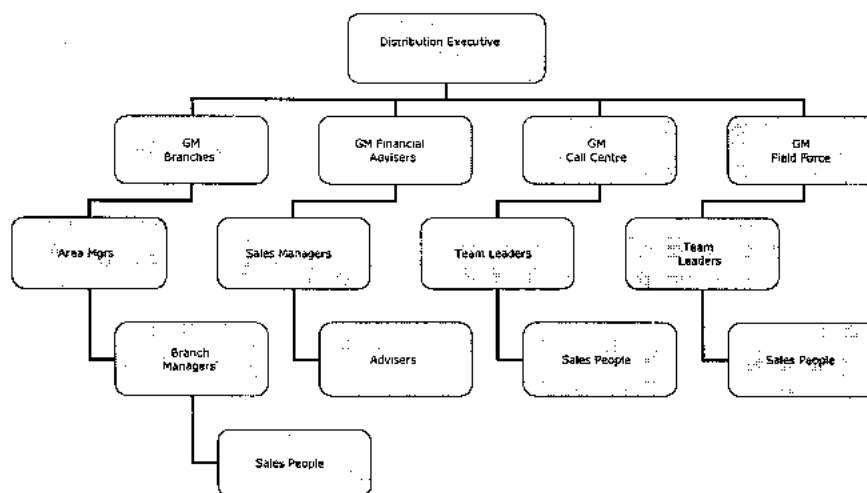 Distribution Executive
GM
Branches
GM Financial
Advisers
GM
Call Centre
GM
Field Force
Area Mgrs
Sales Managers
Team Leaders
Team
Leaders
Branch
Managers
Advisers
Sales People
Sales People
Sales People